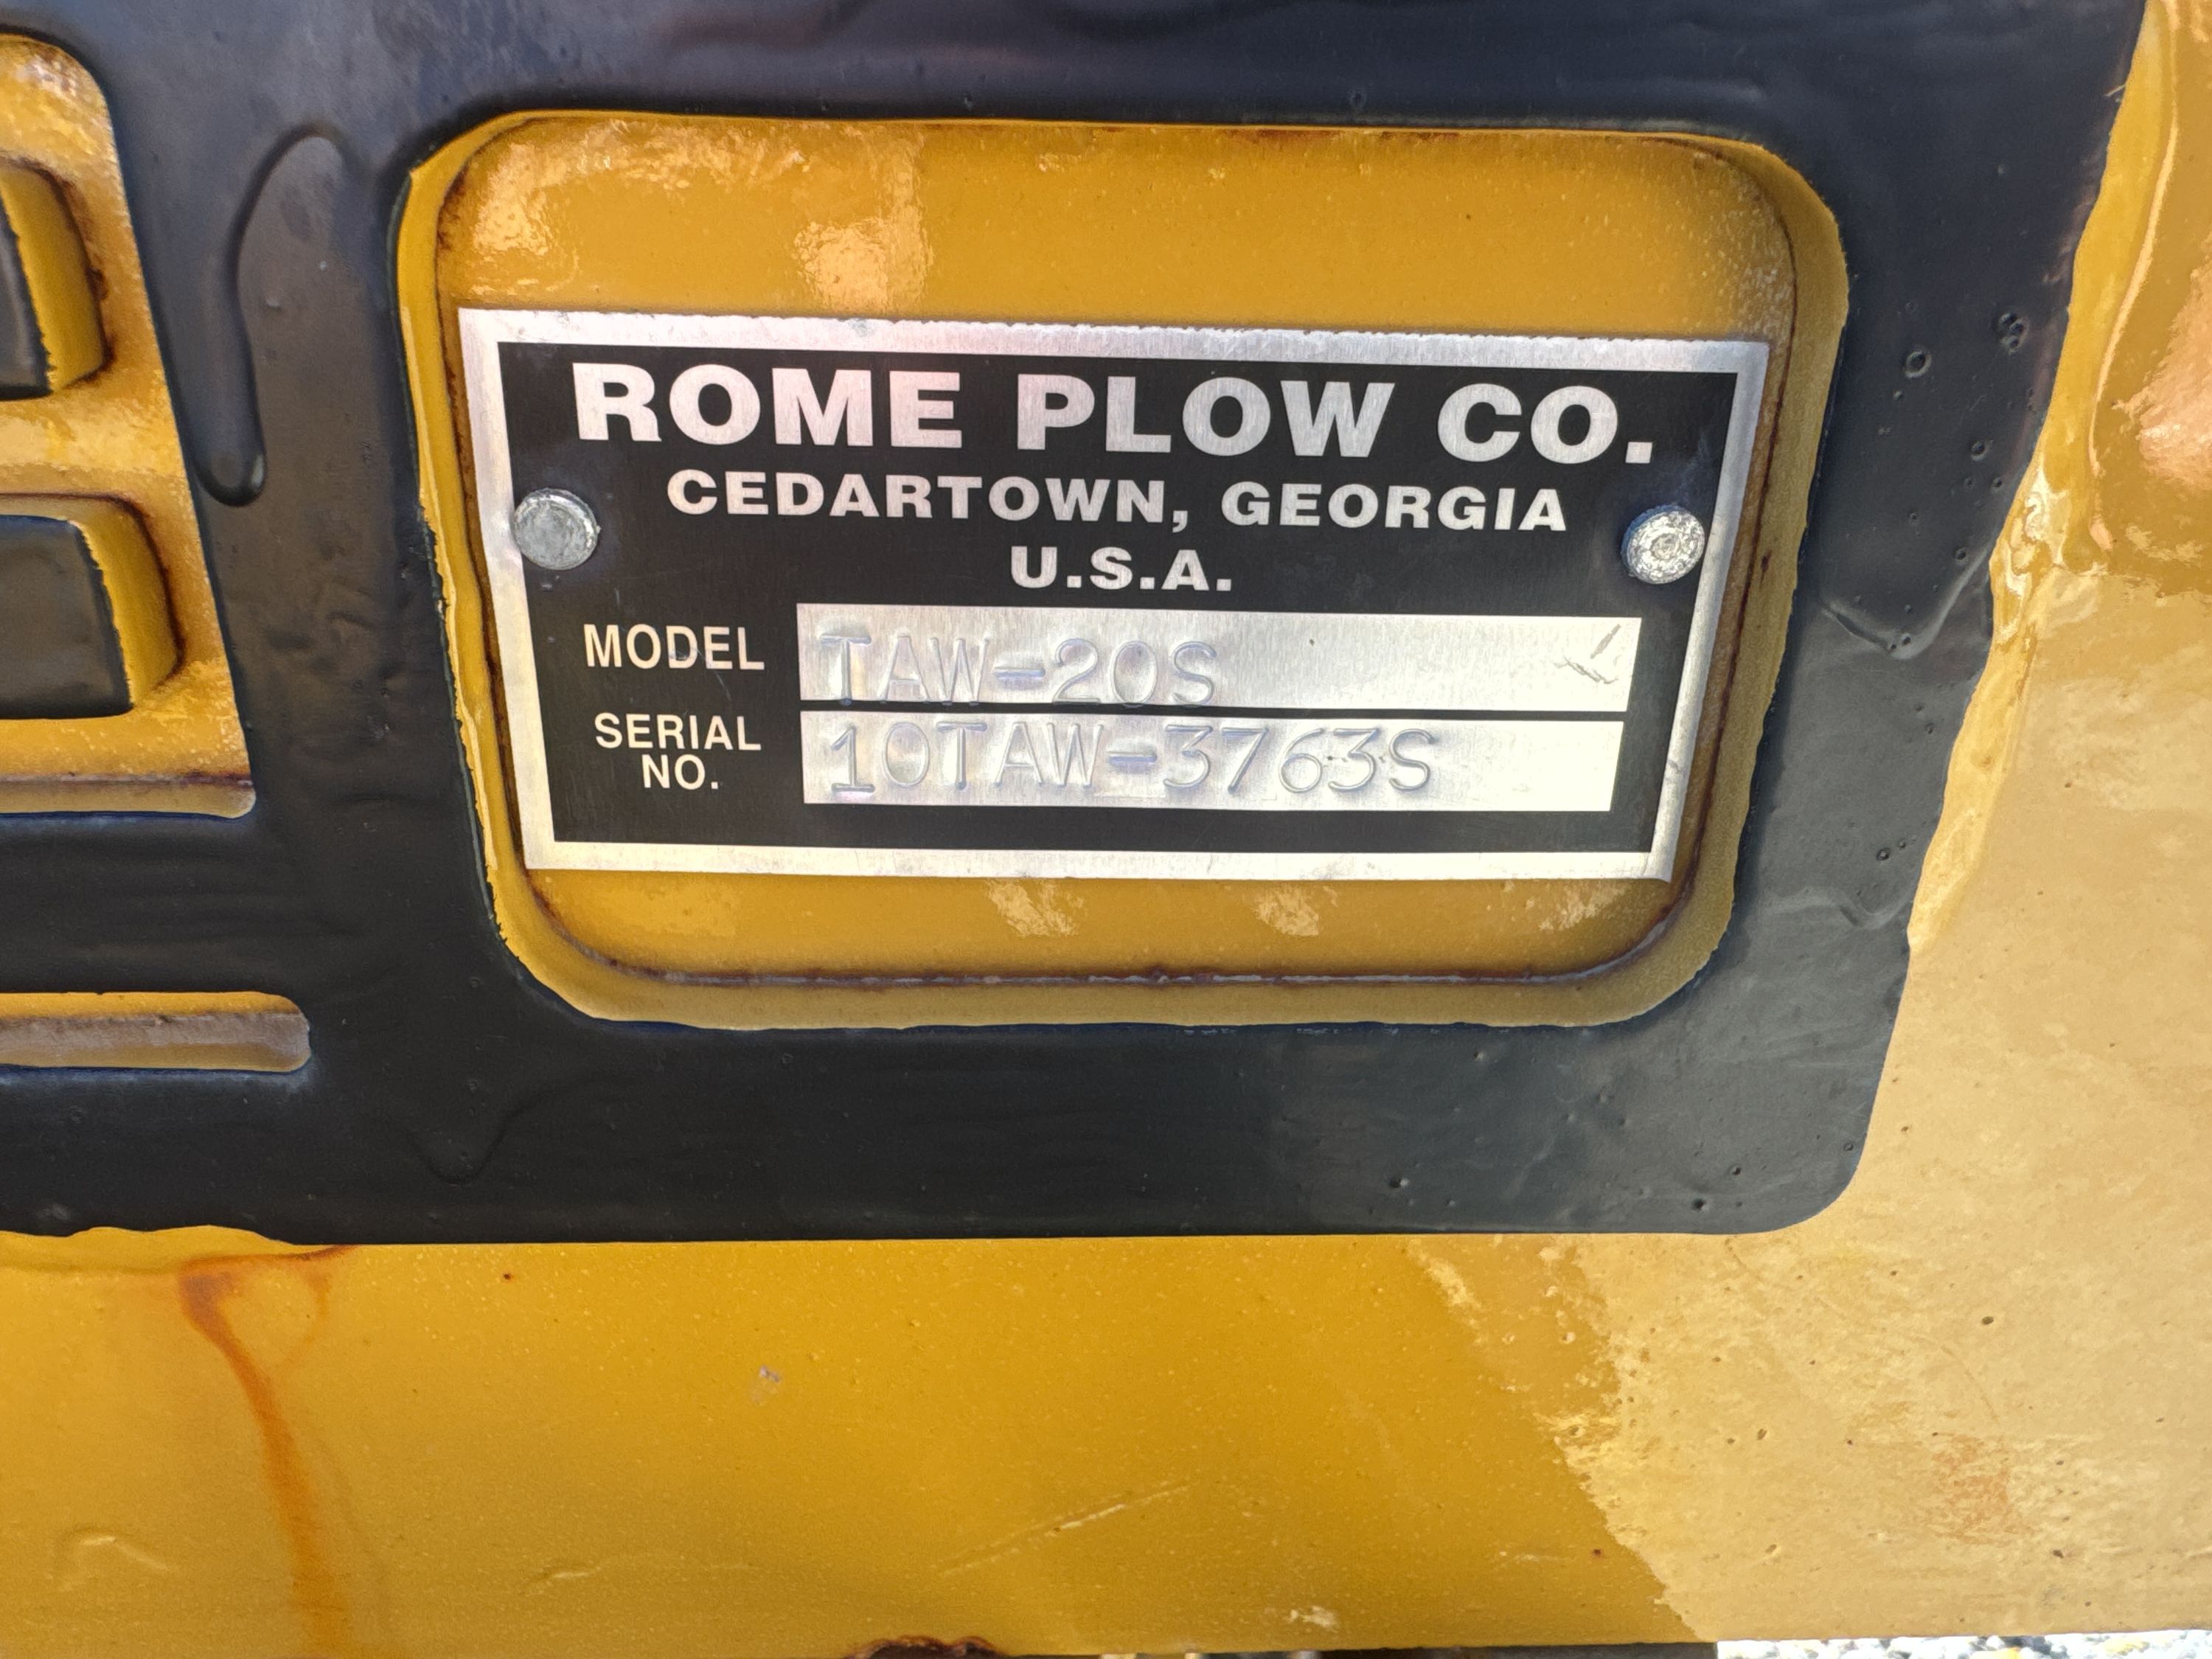 ROME PLOW CO.
CEDARTOWN, GEORGIA
U.S.A.
MODEL TAW-20S
SERIAL NO. 10TAW-3763S